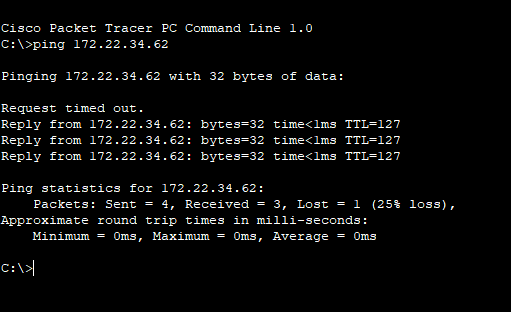 Cisco Packet Tracer PC Command Line 1.0
C:\>ping 172.22.34.62
Pinging 172.22.34.62 with 32 bytes of data:
Request timed out.
Reply from 172.22.34.62: bytes=32 time<1ms TTL=127
Reply from 172.22.34.62: bytes=32 time<1ms TTL=127
Reply from 172.22.34.62: bytes=32 time<1ms TTL=127
Ping statistics for 172.22.34.62:
    Packets: Sent = 4, Received = 3, Lost = 1 (25% loss),
Approximate round trip times in milli-seconds:
    Minimum = 0ms, Maximum = 0ms, Average = 0ms
C:\>